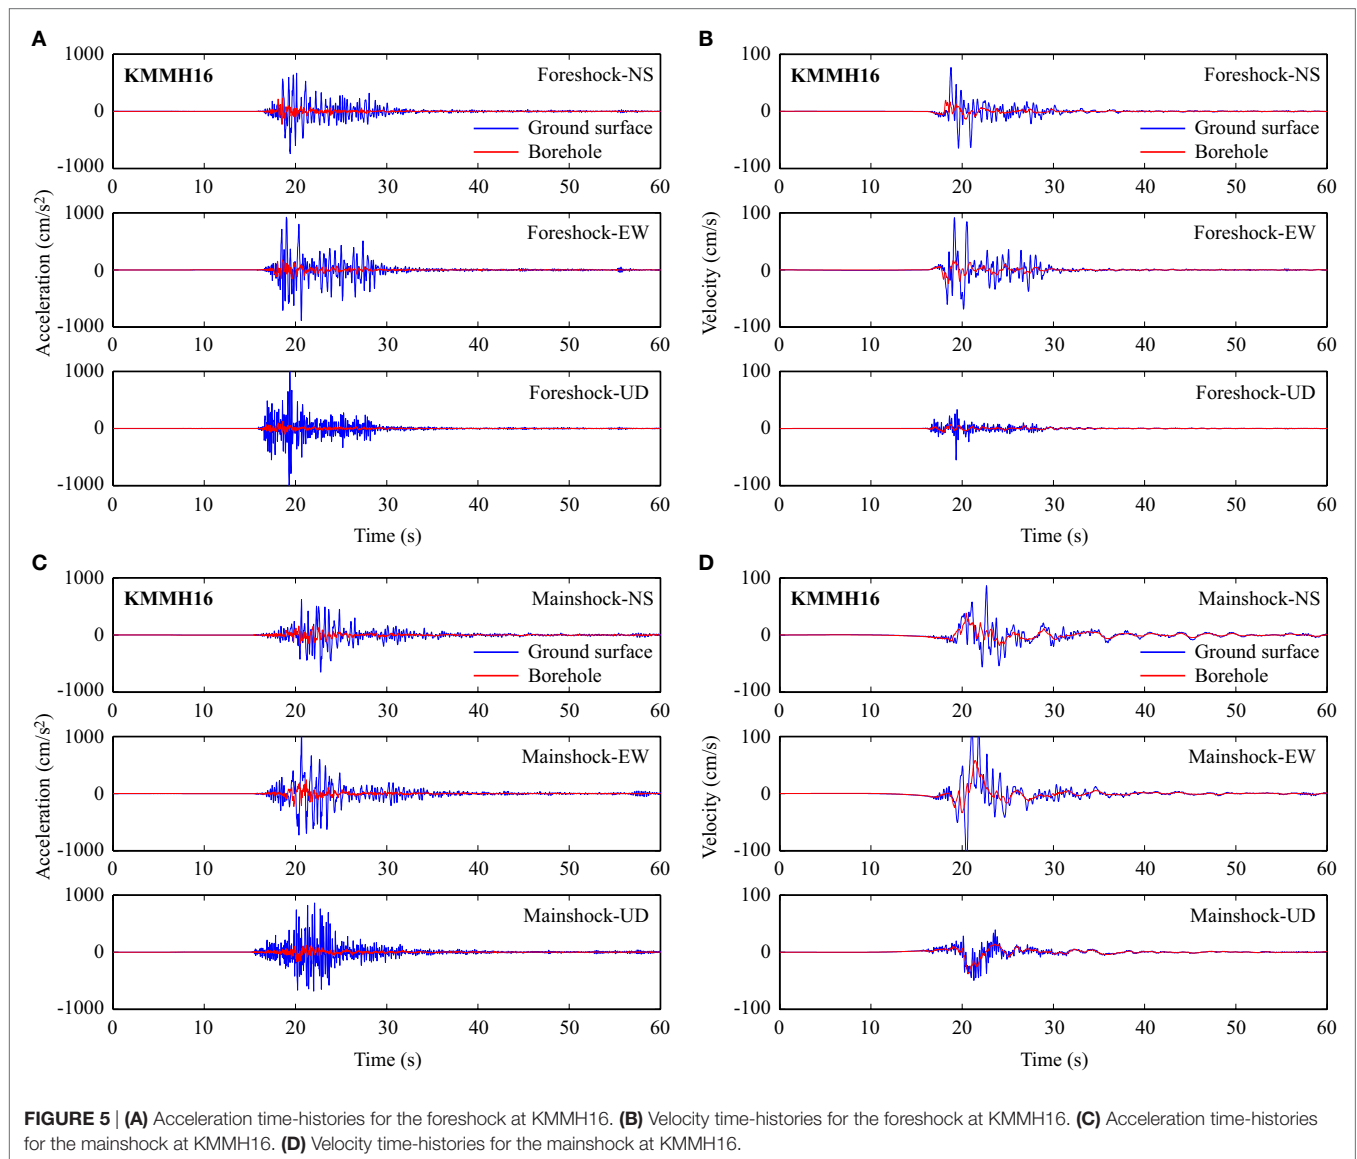 A
KMMH16
Foreshock-NS
Ground surface
Borehole
1000
0
-1000
0 10 20 30 40 50 60
Foreshock-EW
1000
0
-1000
0 10 20 30 40 50 60
Acceleration (cm/s²)
Foreshock-UD
1000
0
-1000
0 10 20 30 40 50 60
Time (s)
B
KMMH16
Foreshock-NS
Ground surface
Borehole
100
0
-100
0 10 20 30 40 50 60
Foreshock-EW
100
0
-100
0 10 20 30 40 50 60
Velocity (cm/s)
Foreshock-UD
100
0
-100
0 10 20 30 40 50 60
Time (s)
C
KMMH16
Mainshock-NS
Ground surface
Borehole
1000
0
-1000
0 10 20 30 40 50 60
Mainshock-EW
1000
0
-1000
0 10 20 30 40 50 60
Acceleration (cm/s²)
Mainshock-UD
1000
0
-1000
0 10 20 30 40 50 60
Time (s)
D
KMMH16
Mainshock-NS
Ground surface
Borehole
100
0
-100
0 10 20 30 40 50 60
Mainshock-EW
100
0
-100
0 10 20 30 40 50 60
Velocity (cm/s)
Mainshock-UD
100
0
-100
0 10 20 30 40 50 60
Time (s)
FIGURE 5 | (A) Acceleration time-histories for the foreshock at KMMH16. (B) Velocity time-histories for the foreshock at KMMH16. (C) Acceleration time-histories
for the mainshock at KMMH16. (D) Velocity time-histories for the mainshock at KMMH16.